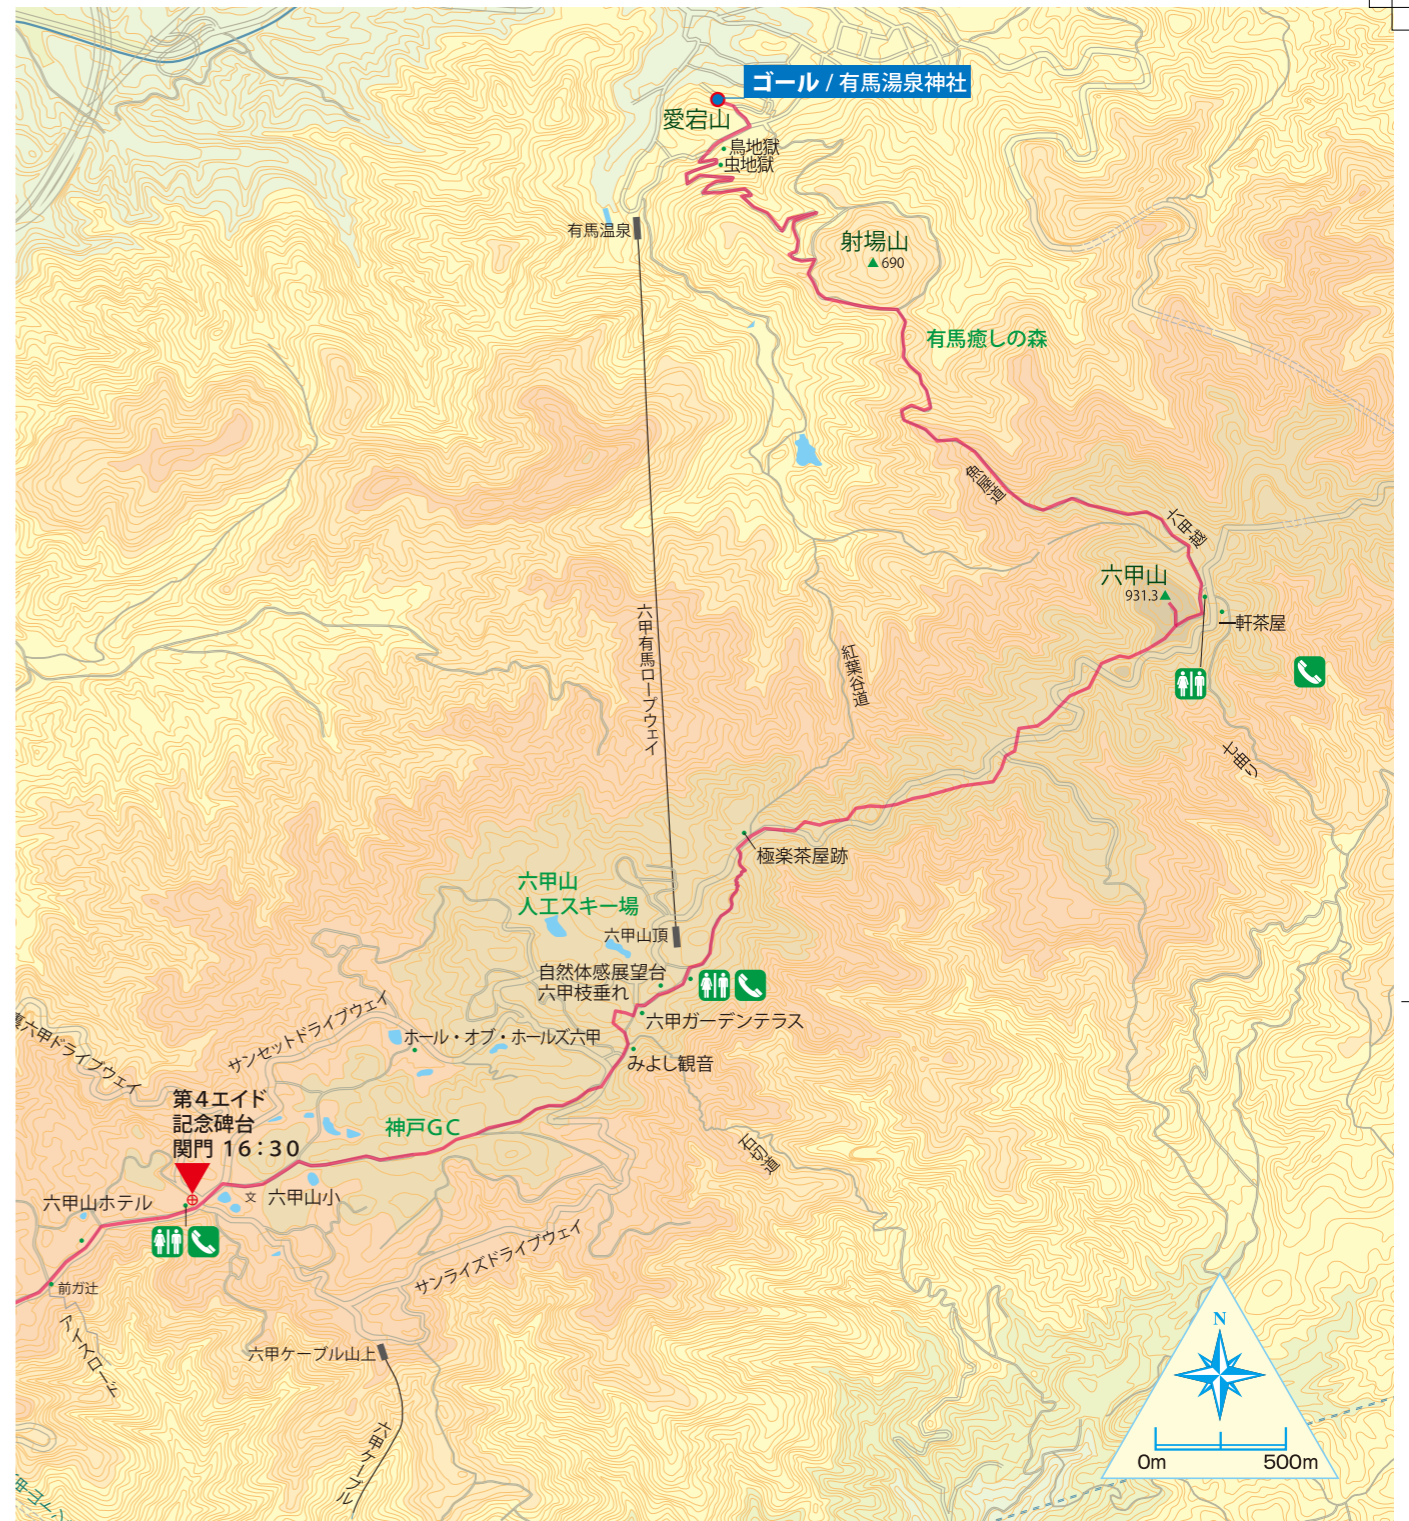 ゴール / 有馬湯泉神社
愛宕山
鳥地獄
虫地獄
有馬温泉
射場山
690
有馬癒しの森
魚屋道
六甲越
六甲山
931.3
一軒茶屋
六甲有馬ロープウェイ
紅葉谷道
七曲り
極楽茶屋跡
六甲山
人工スキー場
六甲山頂
自然体感展望台
六甲枝垂れ
六甲ガーデンテラス
ホール・オブ・ホールズ六甲
みよし観音
サンセットドライブウェイ
裏六甲ドライブウェイ
第4エイド
記念碑台
関門 16：30
神戸GC
石切道
六甲山ホテル
文 六甲山小
サンライズドライブウェイ
前ガ辻
アイスロード
六甲ケーブル山上
六甲ケーブル
N
0m 500m